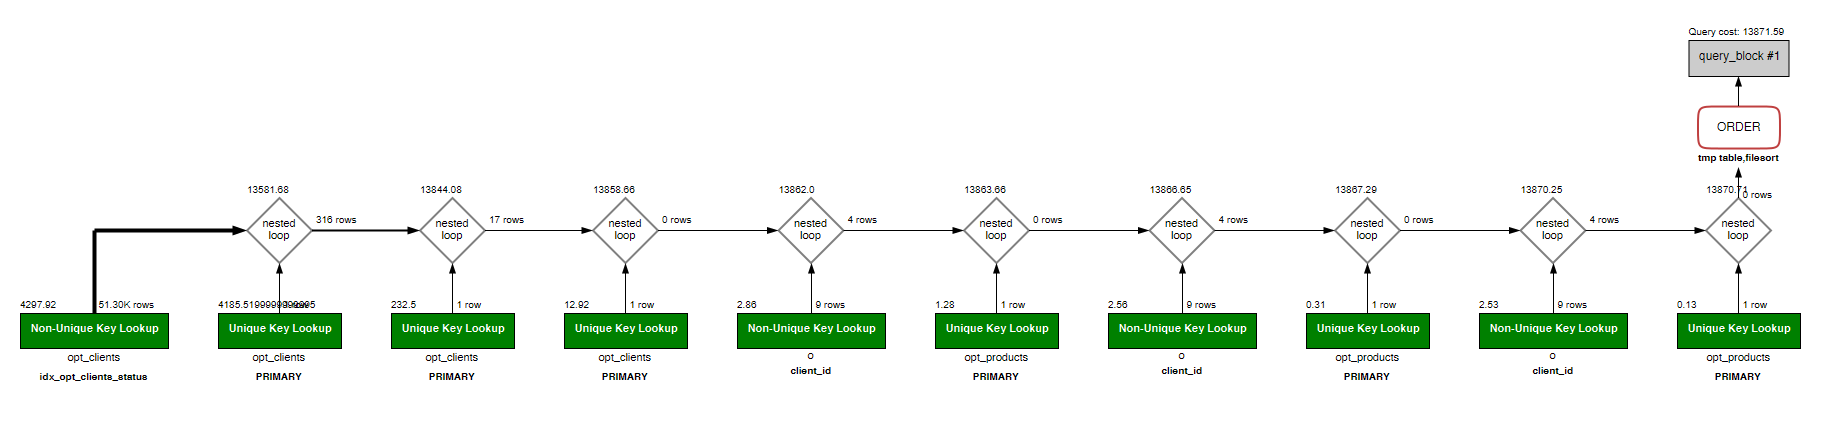 Query cost: 13871.59
query_block #1
ORDER
tmp table,filesort
13581.68
13844.08
13858.66
13862.0
13863.66
13866.65
13867.29
13870.25
13870.71
0 rows
nested
loop
316 rows
nested
loop
17 rows
nested
loop
0 rows
nested
loop
4 rows
nested
loop
0 rows
nested
loop
4 rows
nested
loop
0 rows
nested
loop
4 rows
nested
loop
4297.92
51.30K rows
232.5
1 row
12.92
1 row
2.86
9 rows
1.28
1 row
2.56
9 rows
0.31
1 row
2.53
9 rows
0.13
1 row
Non-Unique Key Lookup
Unique Key Lookup
Unique Key Lookup
Unique Key Lookup
Non-Unique Key Lookup
Unique Key Lookup
Non-Unique Key Lookup
Unique Key Lookup
Non-Unique Key Lookup
Unique Key Lookup
opt_clients
opt_clients
opt_clients
opt_clients
o
opt_products
o
opt_products
o
opt_products
idx_opt_clients_status
PRIMARY
PRIMARY
PRIMARY
client_id
PRIMARY
client_id
PRIMARY
client_id
PRIMARY